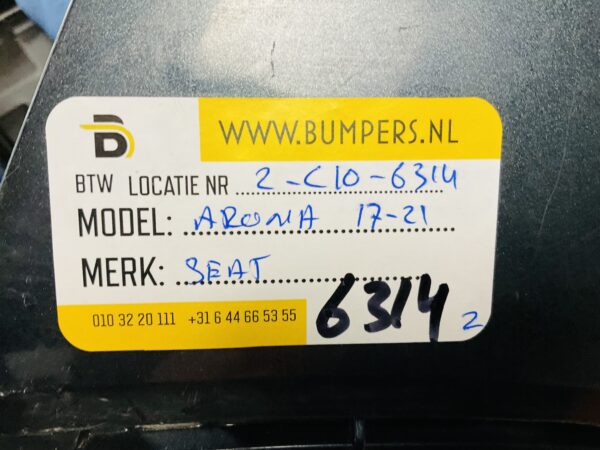 WWW.BUMPERS.NL
BTW LOCATIE NR 2-C10-6314
MODEL: ARONA 17-21
MERK: SEAT
010 32 20 111 +31 6 44 66 53 55
6314 2